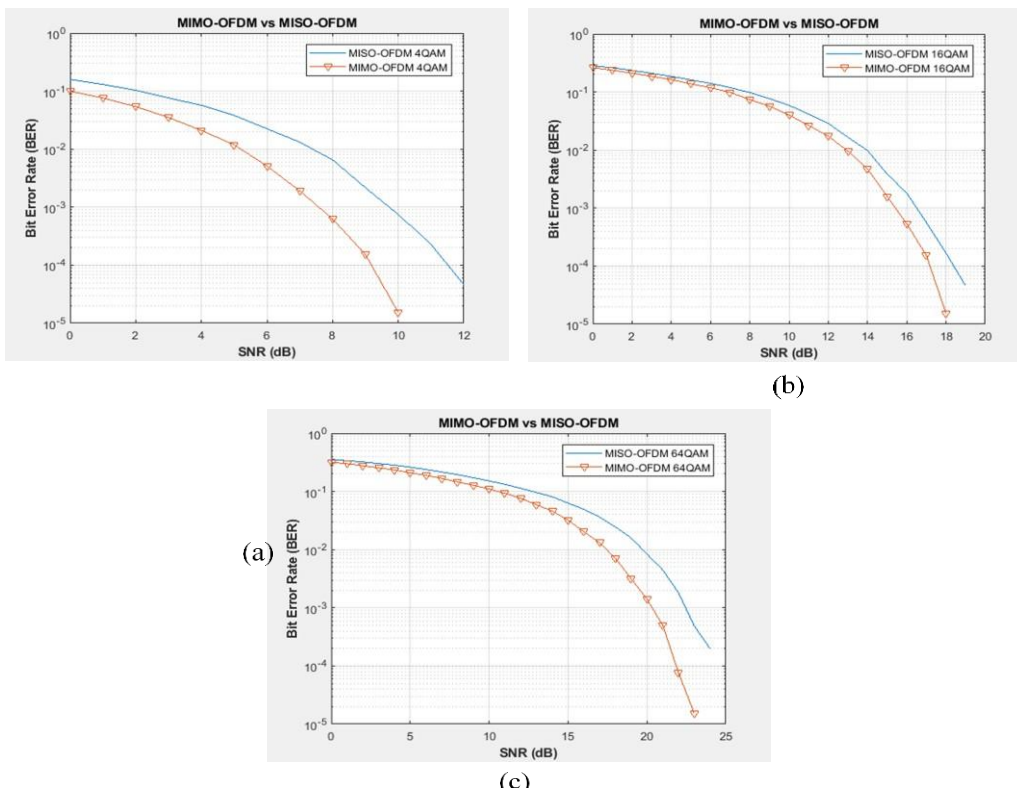 MIMO-OFDM vs MISO-OFDM
10^0
10^-1
10^-2
10^-3
10^-4
10^-5
Bit Error Rate (BER)
MISO-OFDM 4QAM
MIMO-OFDM 4QAM
0 2 4 6 8 10 12
SNR (dB)
MIMO-OFDM vs MISO-OFDM
10^0
10^-1
10^-2
10^-3
10^-4
10^-5
Bit Error Rate (BER)
MISO-OFDM 16QAM
MIMO-OFDM 16QAM
0 2 4 6 8 10 12 14 16 18 20
SNR (dB)
(b)
MIMO-OFDM vs MISO-OFDM
10^0
10^-1
10^-2
10^-3
10^-4
10^-5
(a)
Bit Error Rate (BER)
MISO-OFDM 64QAM
MIMO-OFDM 64QAM
0 5 10 15 20 25
SNR (dB)
(c)